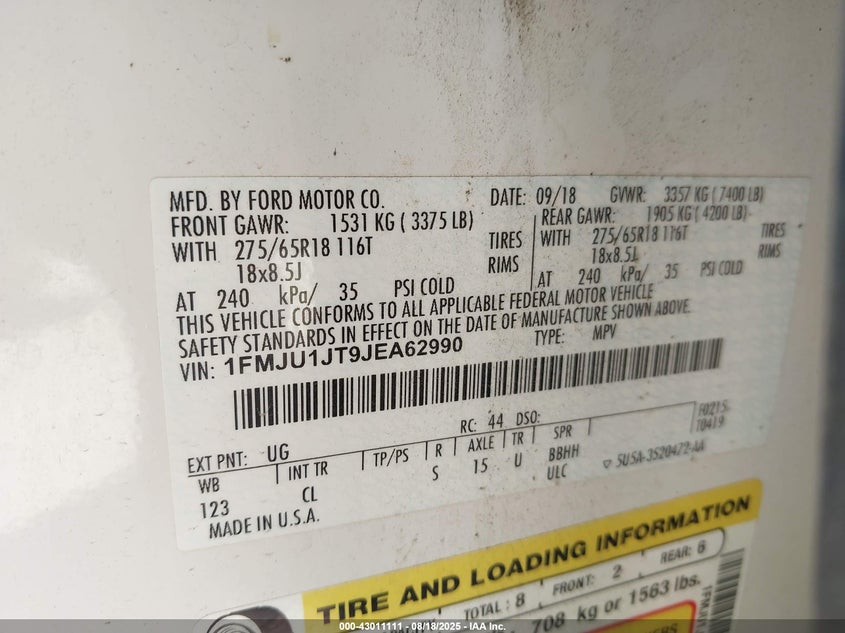 MFD. BY FORD MOTOR CO. DATE: 09/18 GVWR: 3357 KG ( 7400 LB)
FRONT GAWR: 1531 KG ( 3375 LB) REAR GAWR: 1905 KG ( 4200 LB)
WITH 275/65R18 116T TIRES WITH 275/65R18 116T TIRES
18x8.5J RIMS 18x8.5J RIMS
AT 240 kPa/ 35 PSI COLD AT 240 kPa/ 35 PSI COLD
THIS VEHICLE CONFORMS TO ALL APPLICABLE FEDERAL MOTOR VEHICLE
SAFETY STANDARDS IN EFFECT ON THE DATE OF MANUFACTURE SHOWN ABOVE.
VIN: 1FMJU1JT9JEA62990 TYPE: MPV
RC: 44 DSO: F0215
EXT PNT: UG T0419
WB INT TR TP/PS R AXLE TR SPR
123 CL S 15 U BBHH
ULC 5U5A-3520472-AA
MADE IN U.S.A.
TIRE AND LOADING INFORMATION
TOTAL: 8 FRONT: 2 REAR: 6
708 kg or 1563 lbs.
000-43011111 - 08/18/2025 - IAA Inc.